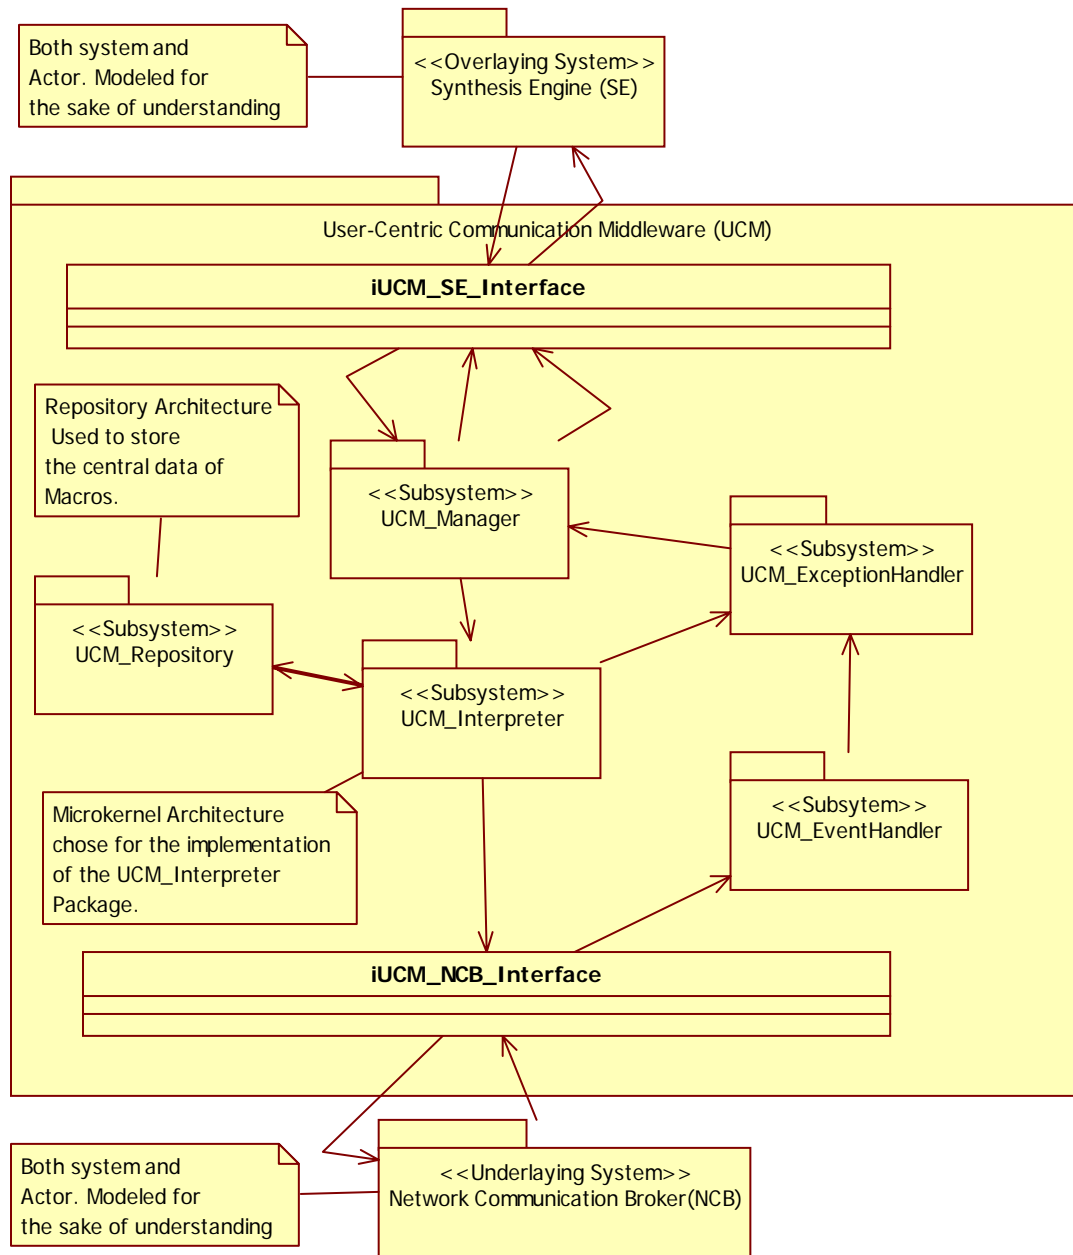 Both system and
Actor. Modeled for
the sake of understanding
<<Overlaying System>>
Synthesis Engine (SE)
User-Centric Communication Middleware (UCM)
iUCM_SE_Interface
Repository Architecture
Used to store
the central data of
Macros.
<<Subsystem>>
UCM_Manager
<<Subsystem>>
UCM_ExceptionHandler
<<Subsystem>>
UCM_Repository
<<Subsystem>>
UCM_Interpreter
Microkernel Architecture
chose for the implementation
of the UCM_Interpreter
Package.
<<Subsytem>>
UCM_EventHandler
iUCM_NCB_Interface
Both system and
Actor. Modeled for
the sake of understanding
<<Underlaying System>>
Network Communication Broker(NCB)